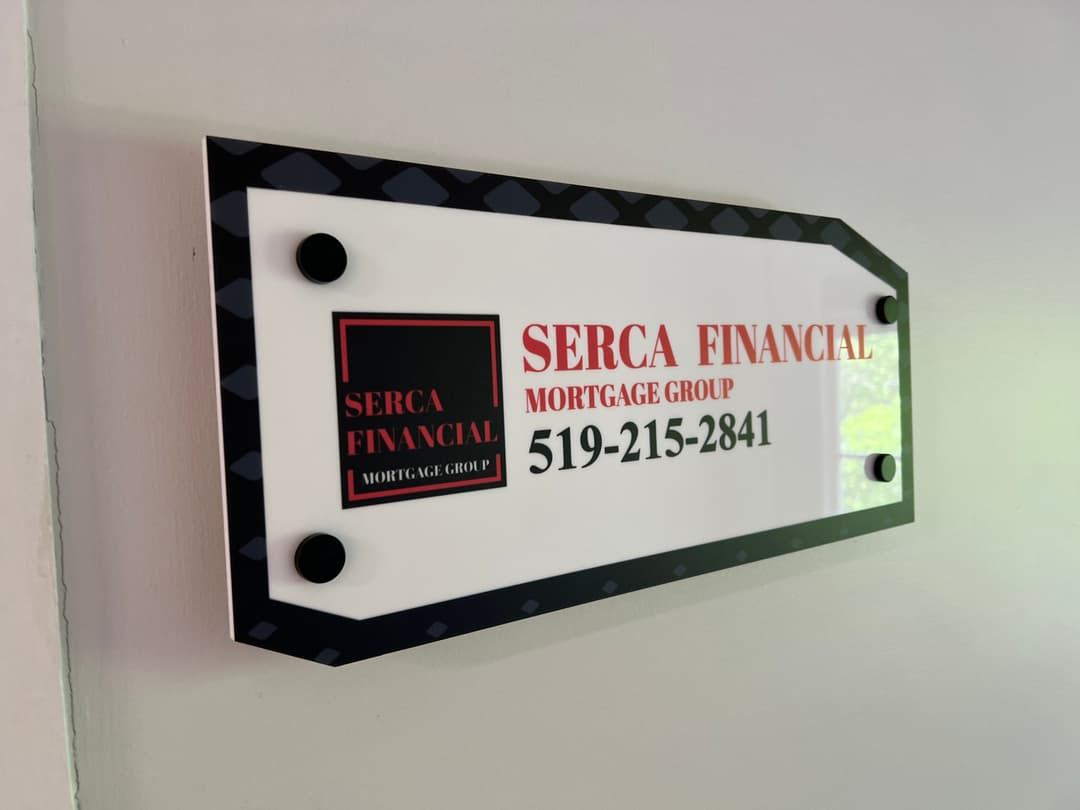 SERCA
FINANCIAL
MORTGAGE GROUP
SERCA FINANCIAL
MORTGAGE GROUP
519-215-2841